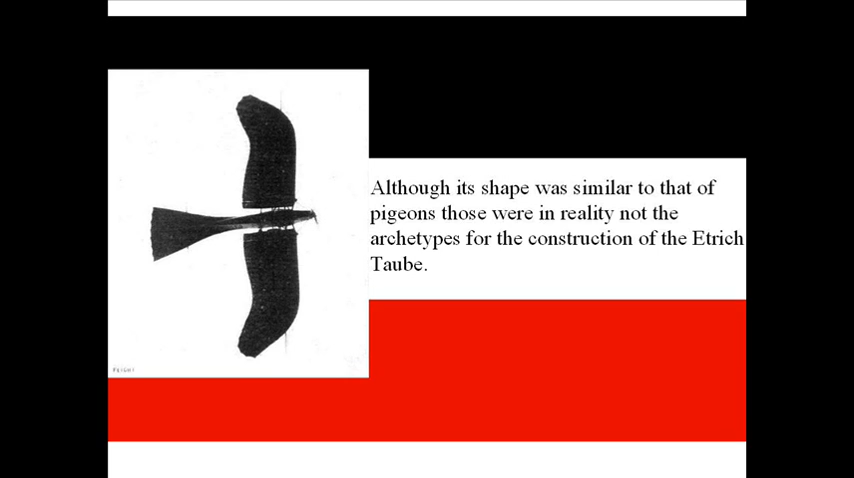 Although its shape was similar to that of
pigeons those were in reality not the
archetypes for the construction of the Etrich
Taube.
FLIGHT